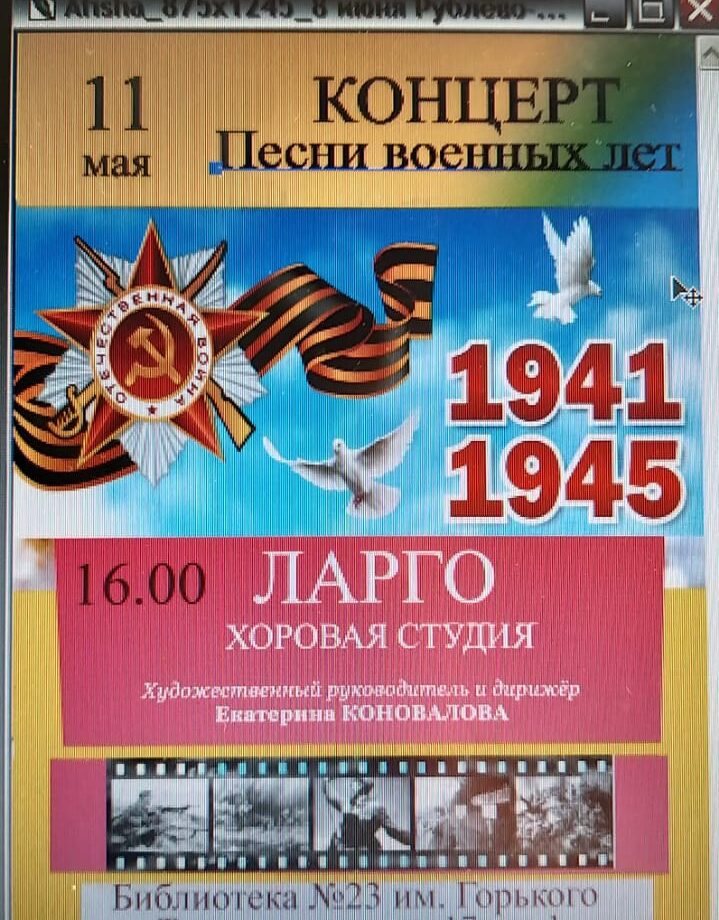 Afisha_875x1245_8 июня Рублево-...
11
мая
КОНЦЕРТ
Песни военных лет
ОТЕЧЕСТВЕННАЯ ВОЙНА
1941
1945
16.00
ЛАРГО
ХОРОВАЯ СТУДИЯ
Художественный руководитель и дирижёр
Екатерина КОНОВАЛОВА
Библиотека №23 им. Горького